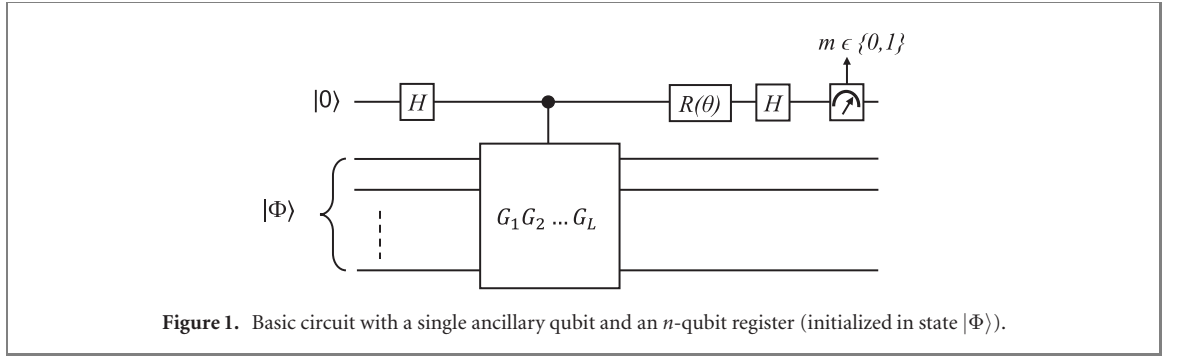 m ϵ {0,1}
|0⟩ H R(θ) H
|Φ⟩ G₁G₂ … G_L
Figure 1. Basic circuit with a single ancillary qubit and an n-qubit register (initialized in state |Φ⟩).